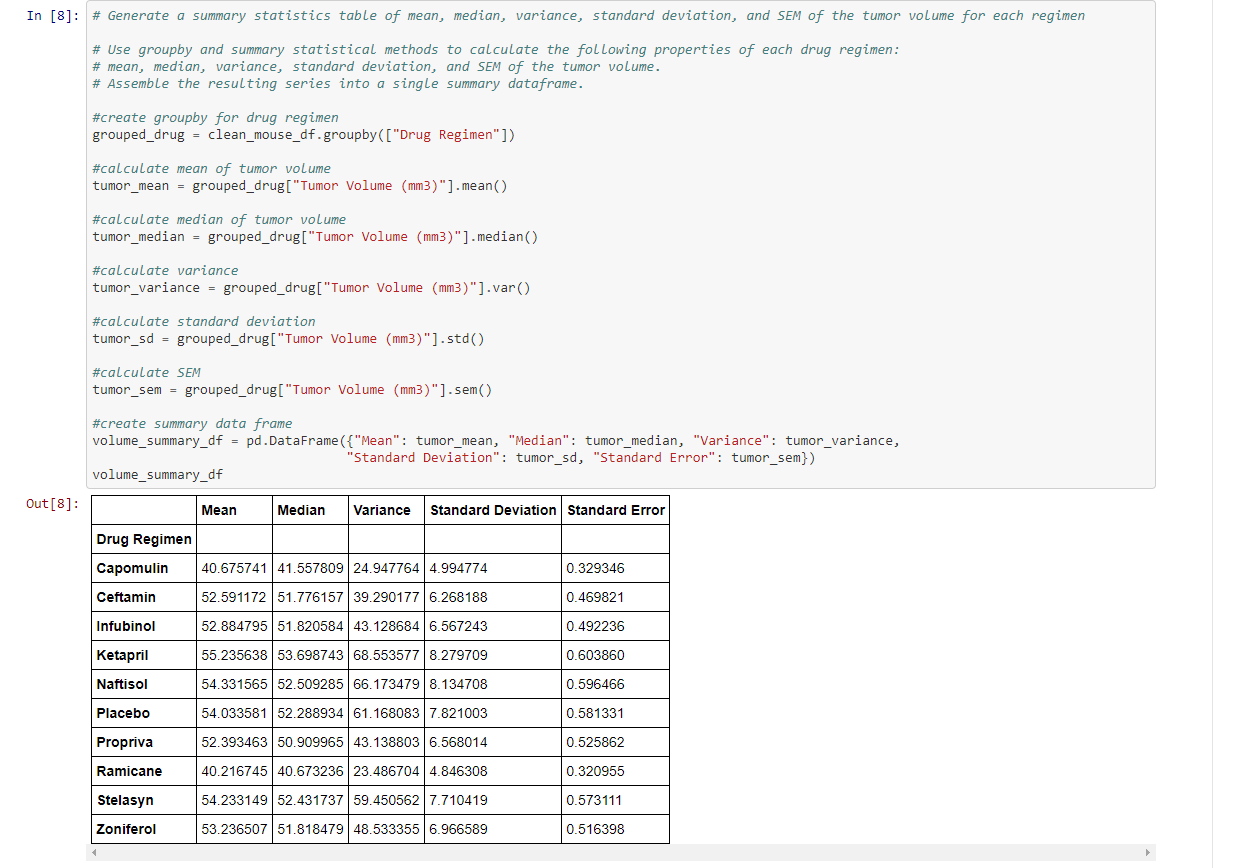 In [8]: # Generate a summary statistics table of mean, median, variance, standard deviation, and SEM of the tumor volume for each regimen
# Use groupby and summary statistical methods to calculate the following properties of each drug regimen:
# mean, median, variance, standard deviation, and SEM of the tumor volume.
# Assemble the resulting series into a single summary dataframe.
#create groupby for drug regimen
grouped_drug = clean_mouse_df.groupby(["Drug Regimen"])
#calculate mean of tumor volume
tumor_mean = grouped_drug["Tumor Volume (mm3)"].mean()
#calculate median of tumor volume
tumor_median = grouped_drug["Tumor Volume (mm3)"].median()
#calculate variance
tumor_variance = grouped_drug["Tumor Volume (mm3)"].var()
#calculate standard deviation
tumor_sd = grouped_drug["Tumor Volume (mm3)"].std()
#calculate SEM
tumor_sem = grouped_drug["Tumor Volume (mm3)"].sem()
#create summary data frame
volume_summary_df = pd.DataFrame({"Mean": tumor_mean, "Median": tumor_median, "Variance": tumor_variance,
"Standard Deviation": tumor_sd, "Standard Error": tumor_sem})
volume_summary_df
Out[8]:
Mean Median Variance Standard Deviation Standard Error
Drug Regimen
Capomulin 40.675741 41.557809 24.947764 4.994774 0.329346
Ceftamin 52.591172 51.776157 39.290177 6.268188 0.469821
Infubinol 52.884795 51.820584 43.128684 6.567243 0.492236
Ketapril 55.235638 53.698743 68.553577 8.279709 0.603860
Naftisol 54.331565 52.509285 66.173479 8.134708 0.596466
Placebo 54.033581 52.288934 61.168083 7.821003 0.581331
Propriva 52.393463 50.909965 43.138803 6.568014 0.525862
Ramicane 40.216745 40.673236 23.486704 4.846308 0.320955
Stelasyn 54.233149 52.431737 59.450562 7.710419 0.573111
Zoniferol 53.236507 51.818479 48.533355 6.966589 0.516398